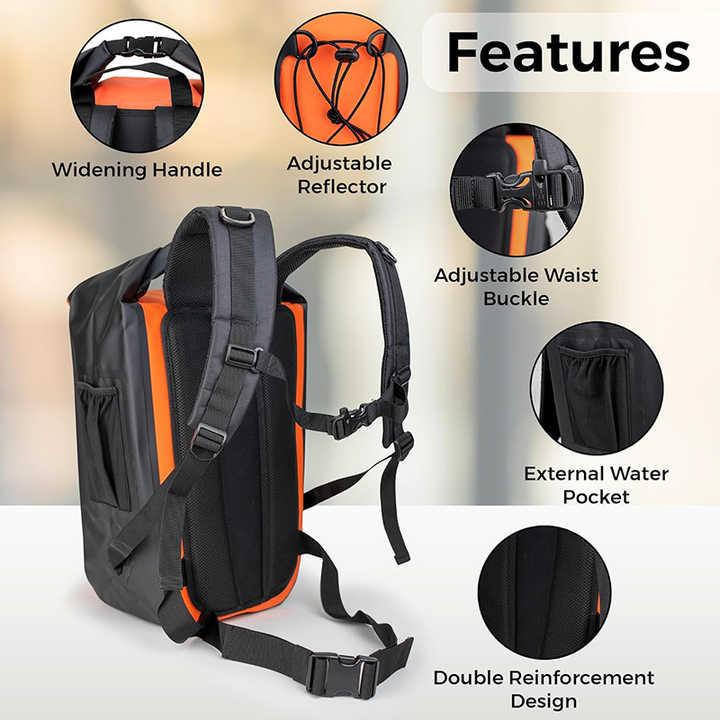 Features
Widening Handle
Adjustable
Reflector
Adjustable Waist
Buckle
External Water
Pocket
Double Reinforcement
Design